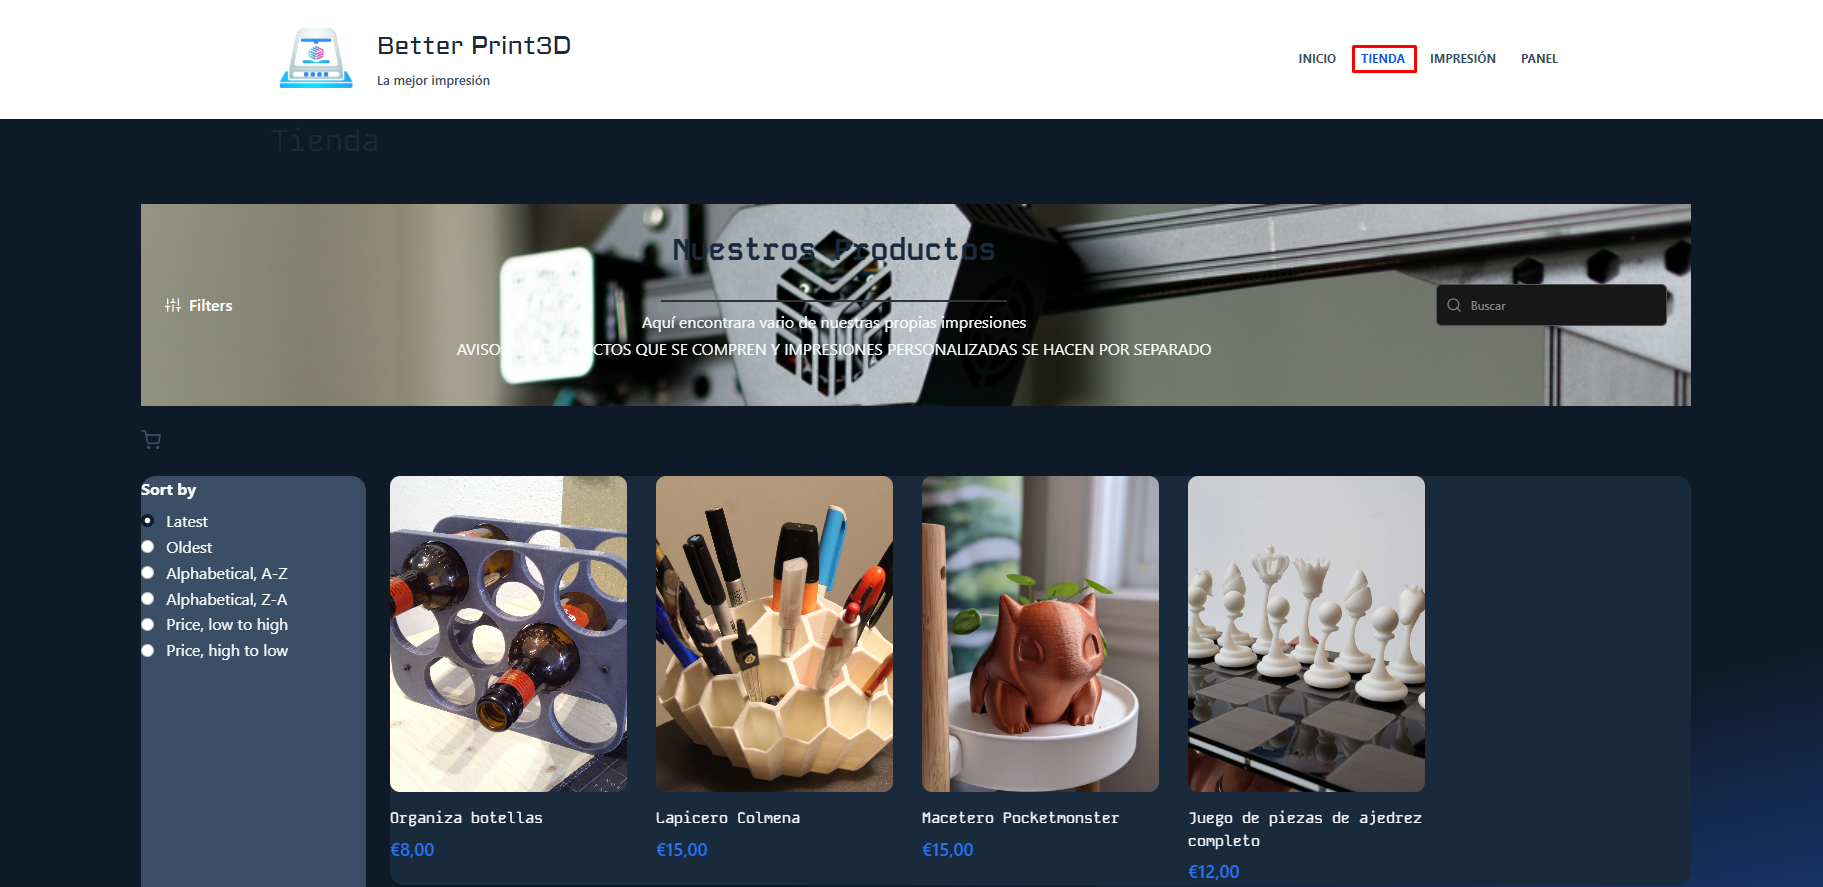 Better Print3D
La mejor impresión
INICIO
TIENDA
IMPRESIÓN
PANEL
Tienda
Nuestros Productos
Filters
Buscar
Aquí encontrara vario de nuestras propias impresiones
AVISO CTOS QUE SE COMPREN Y IMPRESIONES PERSONALIZADAS SE HACEN POR SEPARADO
Sort by
Latest
Oldest
Alphabetical, A-Z
Alphabetical, Z-A
Price, low to high
Price, high to low
Organiza botellas
€8,00
Lapicero Colmena
€15,00
Macetero Pocketmonster
€15,00
Juego de piezas de ajedrez
completo
€12,00